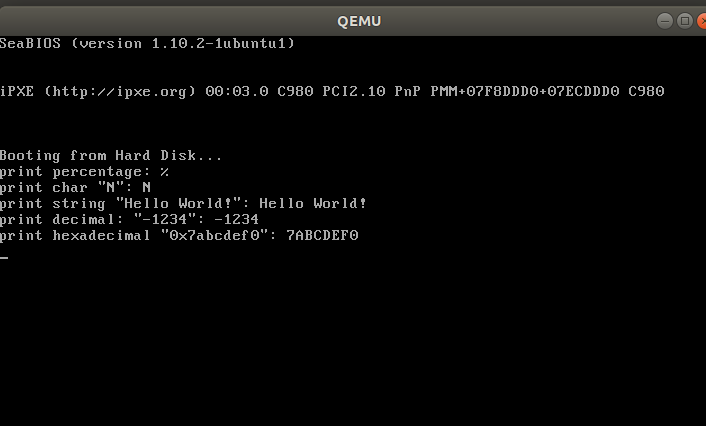 QEMU
SeaBIOS (version 1.10.2-1ubuntu1)
iPXE (http://ipxe.org) 00:03.0 C980 PCI2.10 PnP PMM+07F8DDD0+07ECDDD0 C980
Booting from Hard Disk...
print percentage: %
print char "N": N
print string "Hello World!": Hello World!
print decimal: "-1234": -1234
print hexadecimal "0x7abcdef0": 7ABCDEF0
_